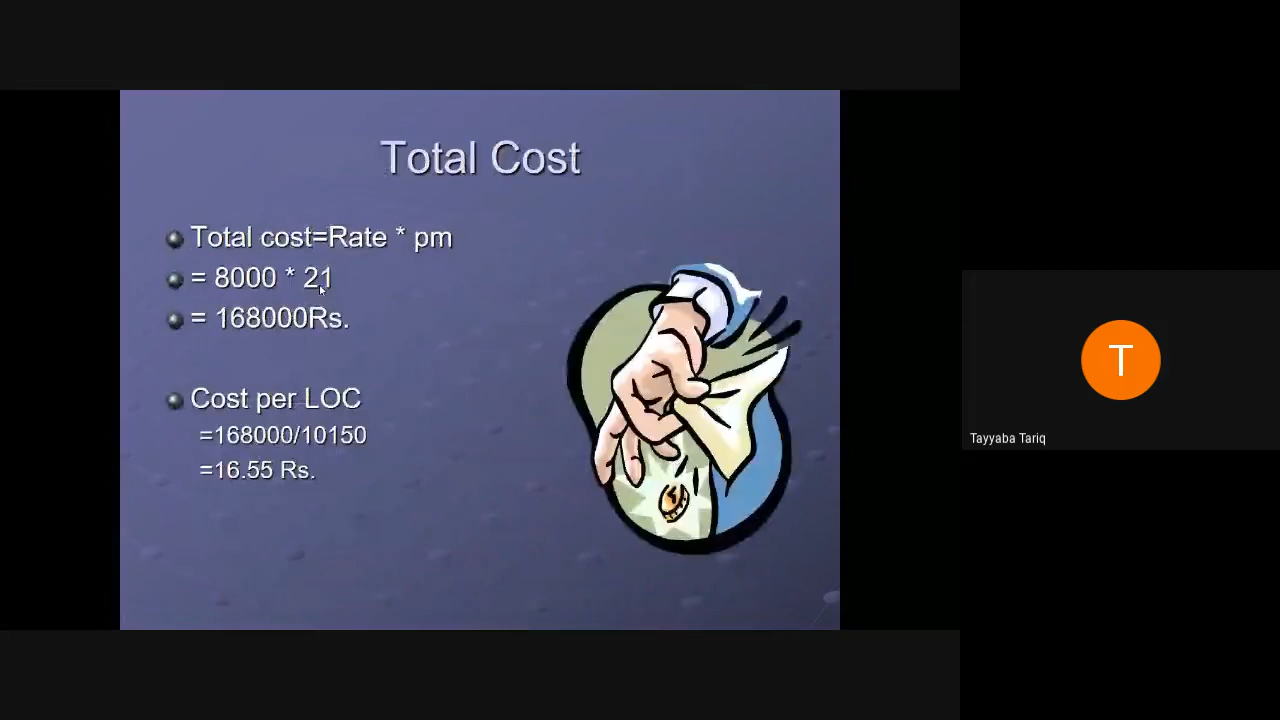 Total Cost
Total cost=Rate * pm
= 8000 * 21
= 168000Rs.
Cost per LOC
=168000/10150
=16.55 Rs.
T
Tayyaba Tariq